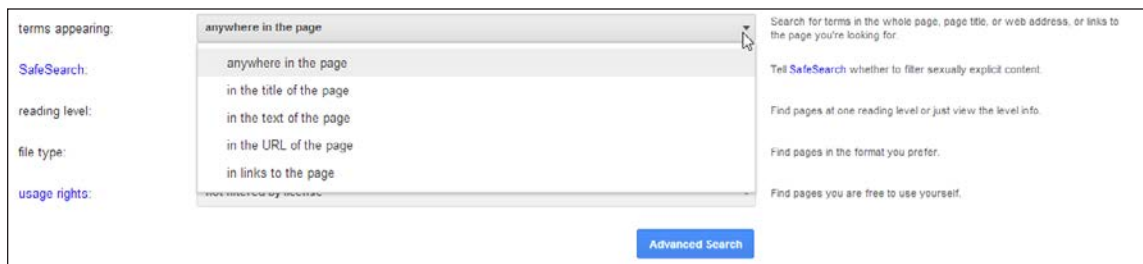 terms appearing:
anywhere in the page
Search for terms in the whole page, page title, or web address, or links to
the page you're looking for.
anywhere in the page
SafeSearch:
Tell SafeSearch whether to filter sexually explicit content.
in the title of the page
reading level:
in the text of the page
Find pages at one reading level or just view the level info.
in the URL of the page
file type:
Find pages in the format you prefer.
in links to the page
usage rights:
not filtered by license
Find pages you are free to use yourself.
Advanced Search